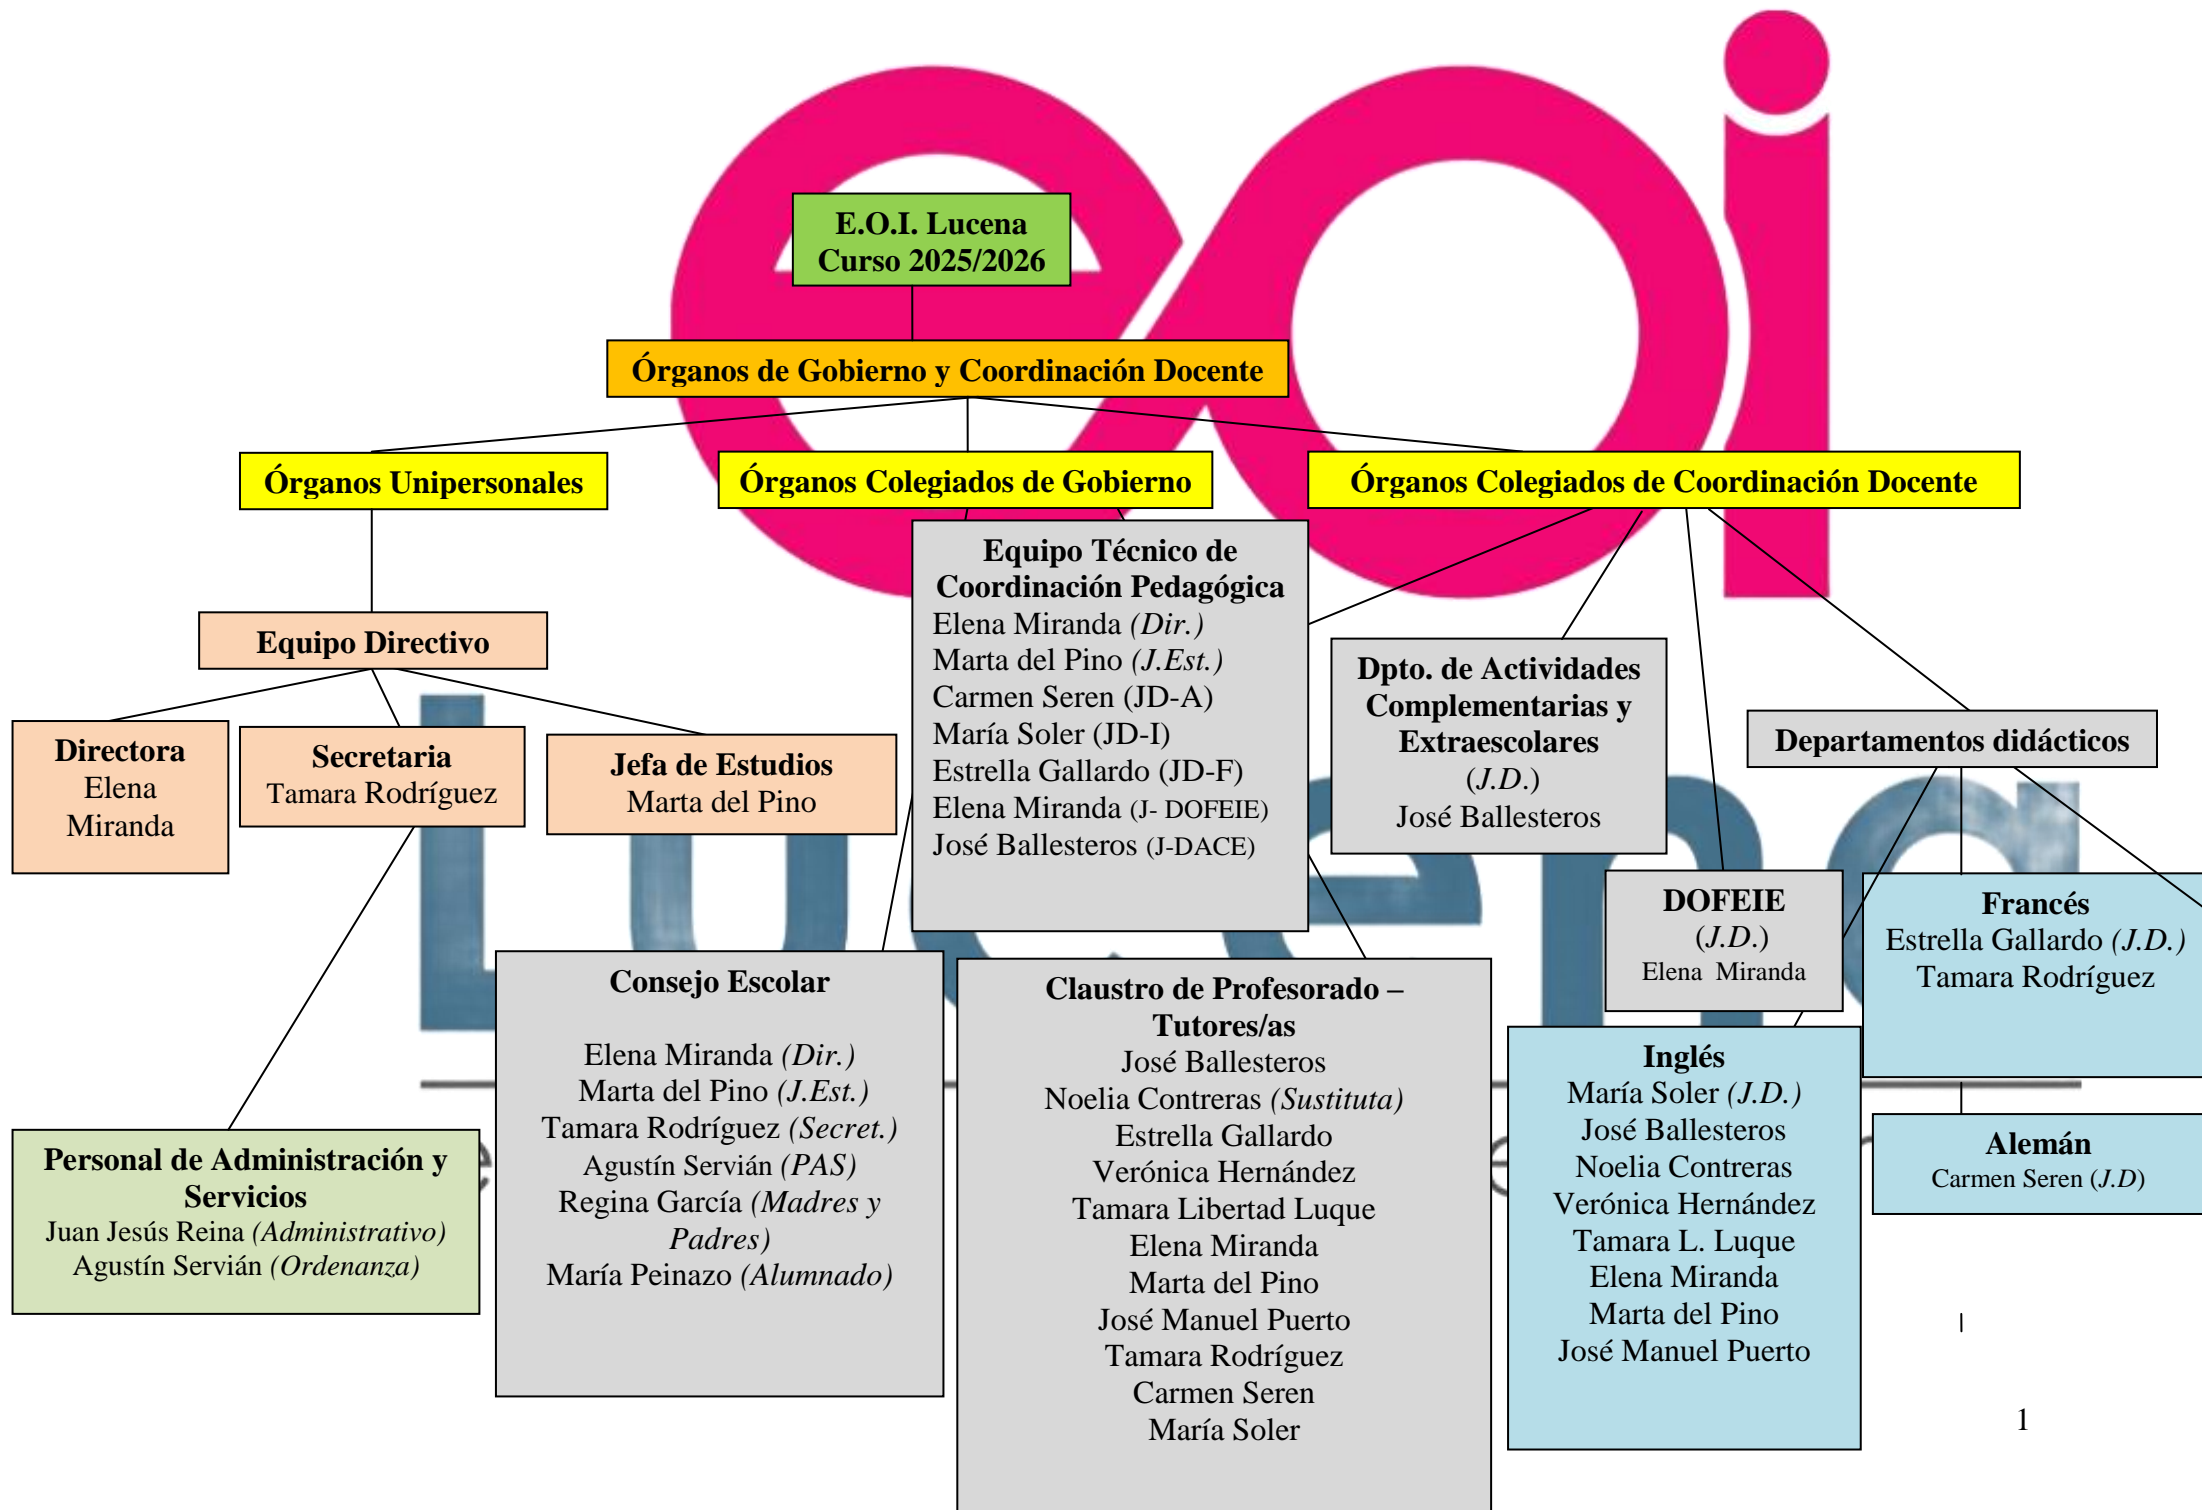 eoi
E.O.I. Lucena
Curso 2025/2026
Órganos de Gobierno y Coordinación Docente
Órganos Unipersonales
Órganos Colegiados de Gobierno
Órganos Colegiados de Coordinación Docente
Equipo Directivo
Directora
Elena
Miranda
Secretaria
Tamara Rodríguez
Jefa de Estudios
Marta del Pino
Personal de Administración y
Servicios
Juan Jesús Reina (Administrativo)
Agustín Servián (Ordenanza)
Equipo Técnico de
Coordinación Pedagógica
Elena Miranda (Dir.)
Marta del Pino (J.Est.)
Carmen Seren (JD-A)
María Soler (JD-I)
Estrella Gallardo (JD-F)
Elena Miranda (J- DOFEIE)
José Ballesteros (J-DACE)
Consejo Escolar
Elena Miranda (Dir.)
Marta del Pino (J.Est.)
Tamara Rodríguez (Secret.)
Agustín Servián (PAS)
Regina García (Madres y
Padres)
María Peinazo (Alumnado)
Claustro de Profesorado –
Tutores/as
José Ballesteros
Noelia Contreras (Sustituta)
Estrella Gallardo
Verónica Hernández
Tamara Libertad Luque
Elena Miranda
Marta del Pino
José Manuel Puerto
Tamara Rodríguez
Carmen Seren
María Soler
Dpto. de Actividades
Complementarias y
Extraescolares
(J.D.)
José Ballesteros
DOFEIE
(J.D.)
Elena Miranda
Departamentos didácticos
Francés
Estrella Gallardo (J.D.)
Tamara Rodríguez
Inglés
María Soler (J.D.)
José Ballesteros
Noelia Contreras
Verónica Hernández
Tamara L. Luque
Elena Miranda
Marta del Pino
José Manuel Puerto
Alemán
Carmen Seren (J.D)
Lucena
1